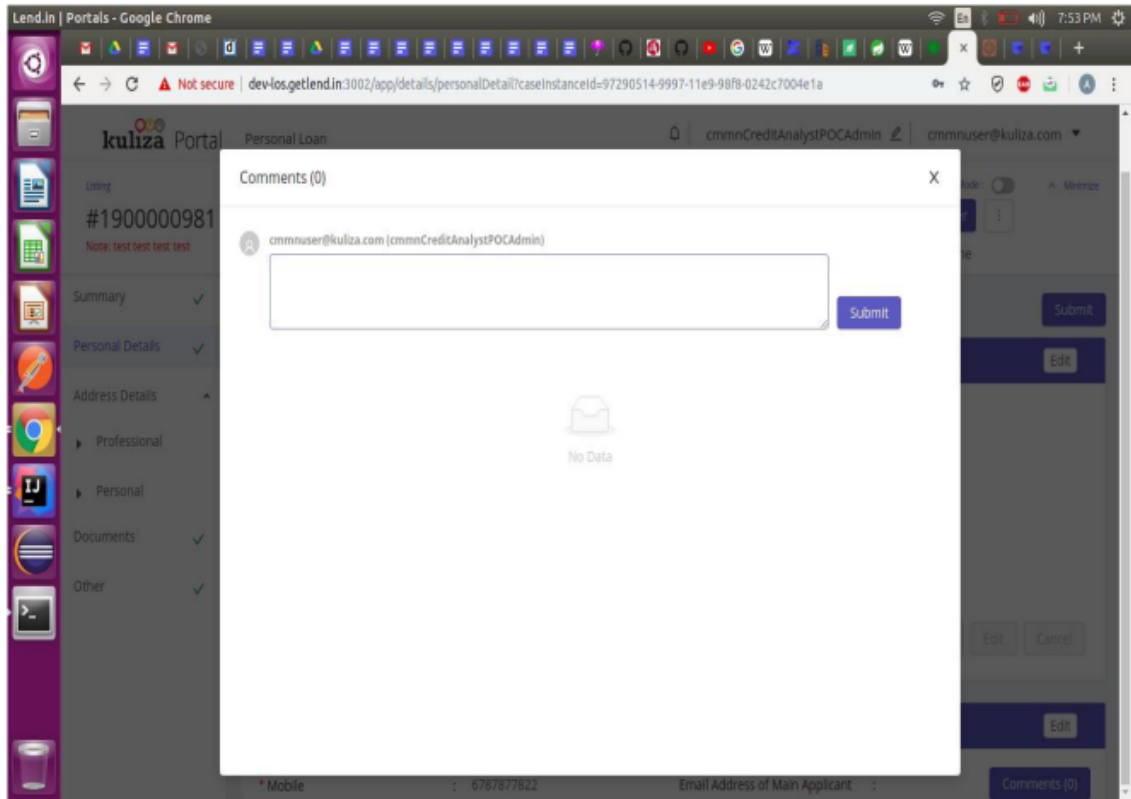 Lend.in | Portals - Google Chrome
En
7:53 PM
Not secure | dev-los.getlend.in:3002/app/details/personalDetail?caseInstanceId=97290514-9997-11e9-98f8-0242c7004e1a
kuliza Portal
Personal Loan
cmmnCreditAnalystPOCAdmin
cmmnuser@kuliza.com
Listing
Comments (0)
X
Minimize
#1900000981
Note: test test test test
cmmnuser@kuliza.com (cmmnCreditAnalystPOCAdmin)
Submit
Summary
Submit
Personal Details
Edit
Address Details
Professional
No Data
Personal
Documents
Other
Edit
Cancel
Edit
* Mobile : 6787877822
Email Address of Main Applicant :
Comments (0)